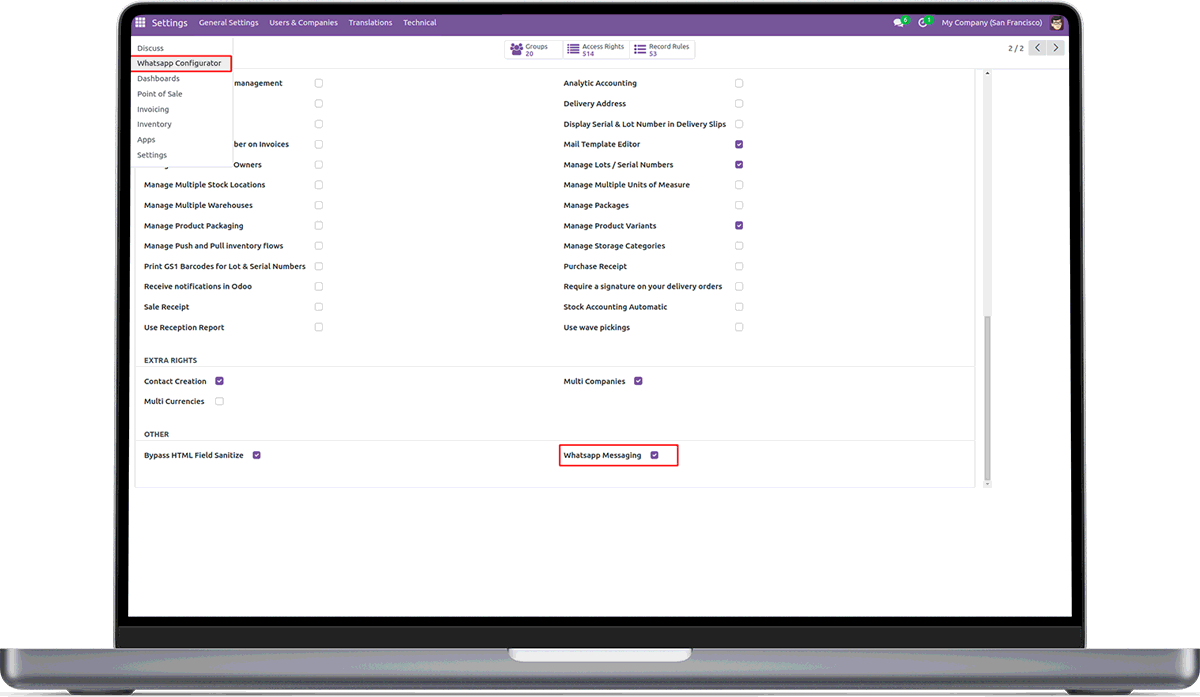 Settings General Settings Users & Companies Translations Technical 6 1 My Company (San Francisco)
Discuss
Whatsapp Configurator
Dashboards
Point of Sale
Invoicing
Inventory
Apps
Settings
Groups 20
Access Rights 514
Record Rules 53
2 / 2
management
Analytic Accounting
Delivery Address
Display Serial & Lot Number in Delivery Slips
ber on Invoices Mail Template Editor
Owners Manage Lots / Serial Numbers
Manage Multiple Stock Locations Manage Multiple Units of Measure
Manage Multiple Warehouses Manage Packages
Manage Product Packaging Manage Product Variants
Manage Push and Pull inventory flows Manage Storage Categories
Print GS1 Barcodes for Lot & Serial Numbers Purchase Receipt
Receive notifications in Odoo Require a signature on your delivery orders
Sale Receipt Stock Accounting Automatic
Use Reception Report Use wave pickings
EXTRA RIGHTS
Contact Creation Multi Companies
Multi Currencies
OTHER
Bypass HTML Field Sanitize Whatsapp Messaging